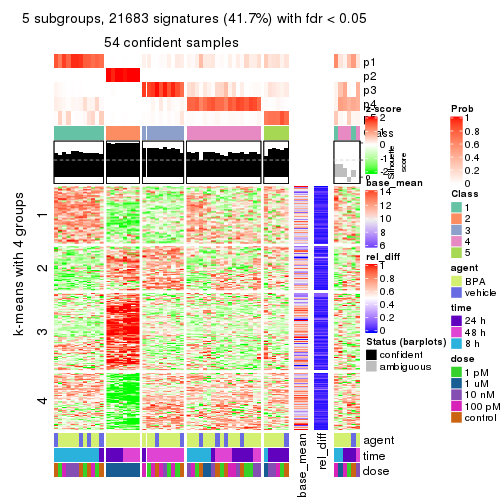 5 subgroups, 21683 signatures (41.7%) with fdr < 0.05
54 confident samples
p1
p2
p3
p4
z-score
2
1
0
-1
-2
Silhouette
score
k-means with 4 groups
1
2
3
4
base_mean
14
12
10
8
6
rel_diff
1
0.8
0.6
0.4
0.2
0
Status (barplots)
confident
ambiguous
Prob
1
0.8
0.6
0.4
0.2
0
Class
1
2
3
4
5
agent
BPA
vehicle
time
24 h
48 h
8 h
dose
1 pM
1 uM
10 nM
100 pM
control
agent
time
dose
base_mean
rel_diff